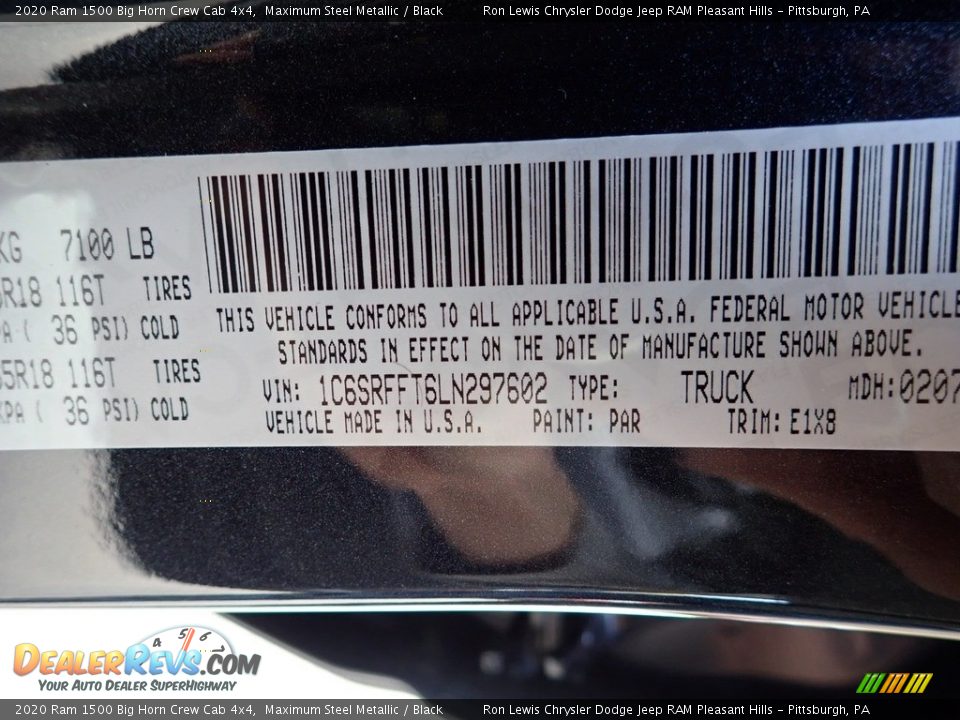 2020 Ram 1500 Big Horn Crew Cab 4x4, Maximum Steel Metallic / Black Ron Lewis Chrysler Dodge Jeep RAM Pleasant Hills - Pittsburgh, PA
KG 7100 LB
5R18 116T TIRES
PA ( 36 PSI) COLD
55R18 116T TIRES
KPA ( 36 PSI) COLD
THIS VEHICLE CONFORMS TO ALL APPLICABLE U.S.A. FEDERAL MOTOR VEHICLE
STANDARDS IN EFFECT ON THE DATE OF MANUFACTURE SHOWN ABOVE.
VIN: 1C6SRFFT6LN297602 TYPE: TRUCK MDH:0207
VEHICLE MADE IN U.S.A. PAINT: PAR TRIM: E1X8
4 5 6
DEALERREVS.COM
YOUR AUTO DEALER SUPERHIGHWAY
2020 Ram 1500 Big Horn Crew Cab 4x4, Maximum Steel Metallic / Black Ron Lewis Chrysler Dodge Jeep RAM Pleasant Hills - Pittsburgh, PA